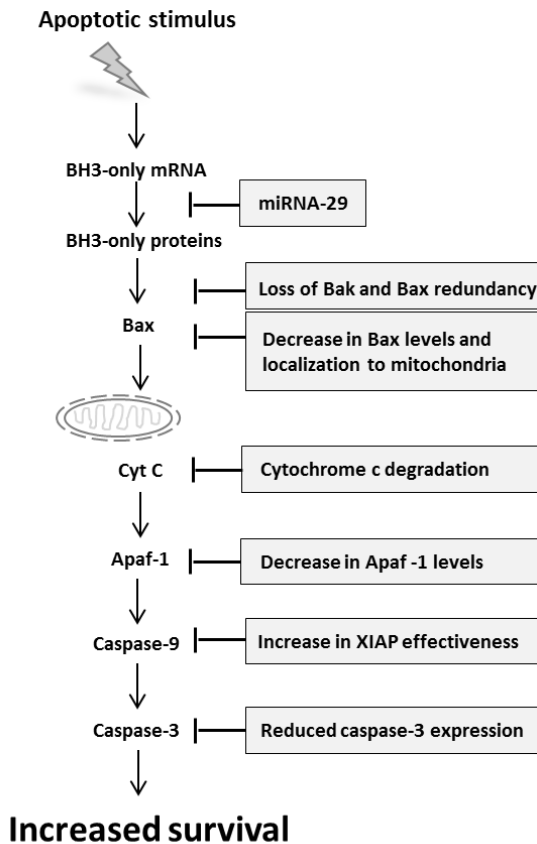 Apoptotic stimulus
BH3-only mRNA
miRNA-29
BH3-only proteins
Loss of Bak and Bax redundancy
Bax
Decrease in Bax levels and
localization to mitochondria
Cyt C
Cytochrome c degradation
Apaf-1
Decrease in Apaf -1 levels
Caspase-9
Increase in XIAP effectiveness
Caspase-3
Reduced caspase-3 expression
Increased survival